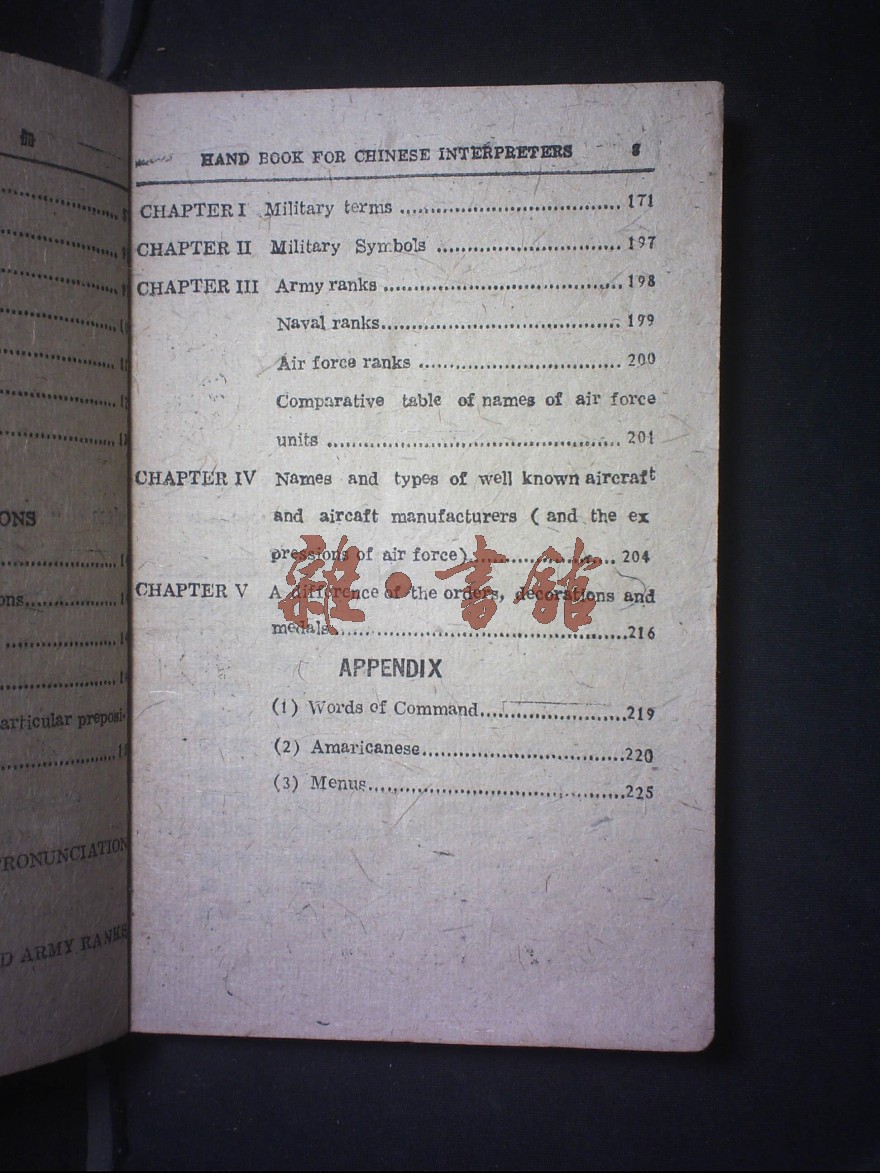 冊
ONS
ons
articular preposi-
RONUNCIATION
D ARMY RANKS
HAND BOOK FOR CHINESE INTERPRETERS 8
CHAPTER I Military terms ........................................ 171
CHAPTER II Military Symbols ................................ 197
CHAPTER III Army ranks ........................................ 198
Naval ranks........................................ 199
Air force ranks .................................. 200
Comparative table of names of air force
units .................................................. 201
CHAPTER IV Names and types of well known aircraft
and aircaft manufacturers ( and the ex
pressions of air force)........................ 204
CHAPTER V A difference of the orders, decorations and
medals..................................................216
APPENDIX
(1) Words of Command........................219
(2) Amaricanese..................................220
(3) Menus............................................225
雜·書館